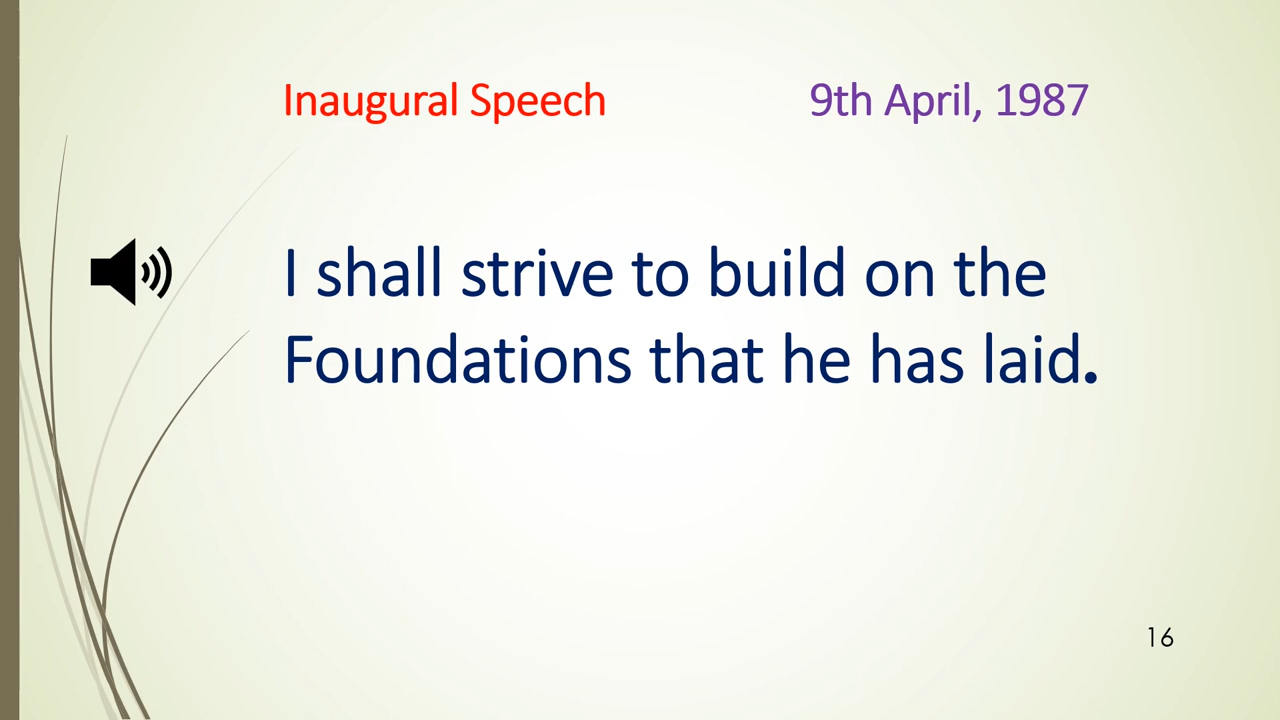 Inaugural Speech 9th April, 1987
I shall strive to build on the
Foundations that he has laid.
16